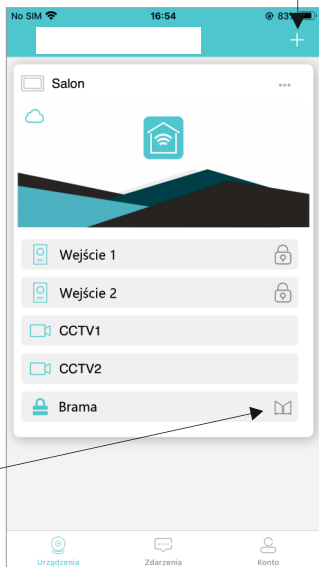 No SIM 16:54 83%
Salon
Wejście 1
Wejście 2
CCTV1
CCTV2
Brama
Urządzenia Zdarzenia Konto